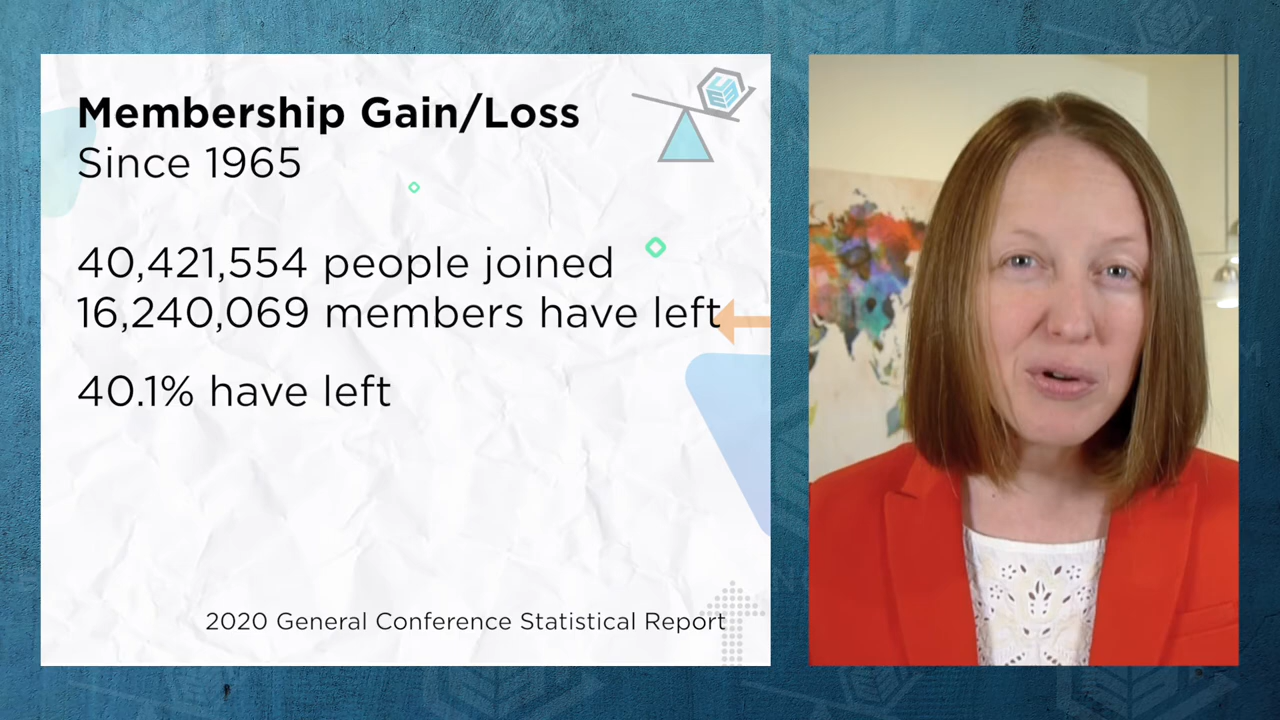 Membership Gain/Loss
Since 1965
40,421,554 people joined
16,240,069 members have left
40.1% have left
2020 General Conference Statistical Report